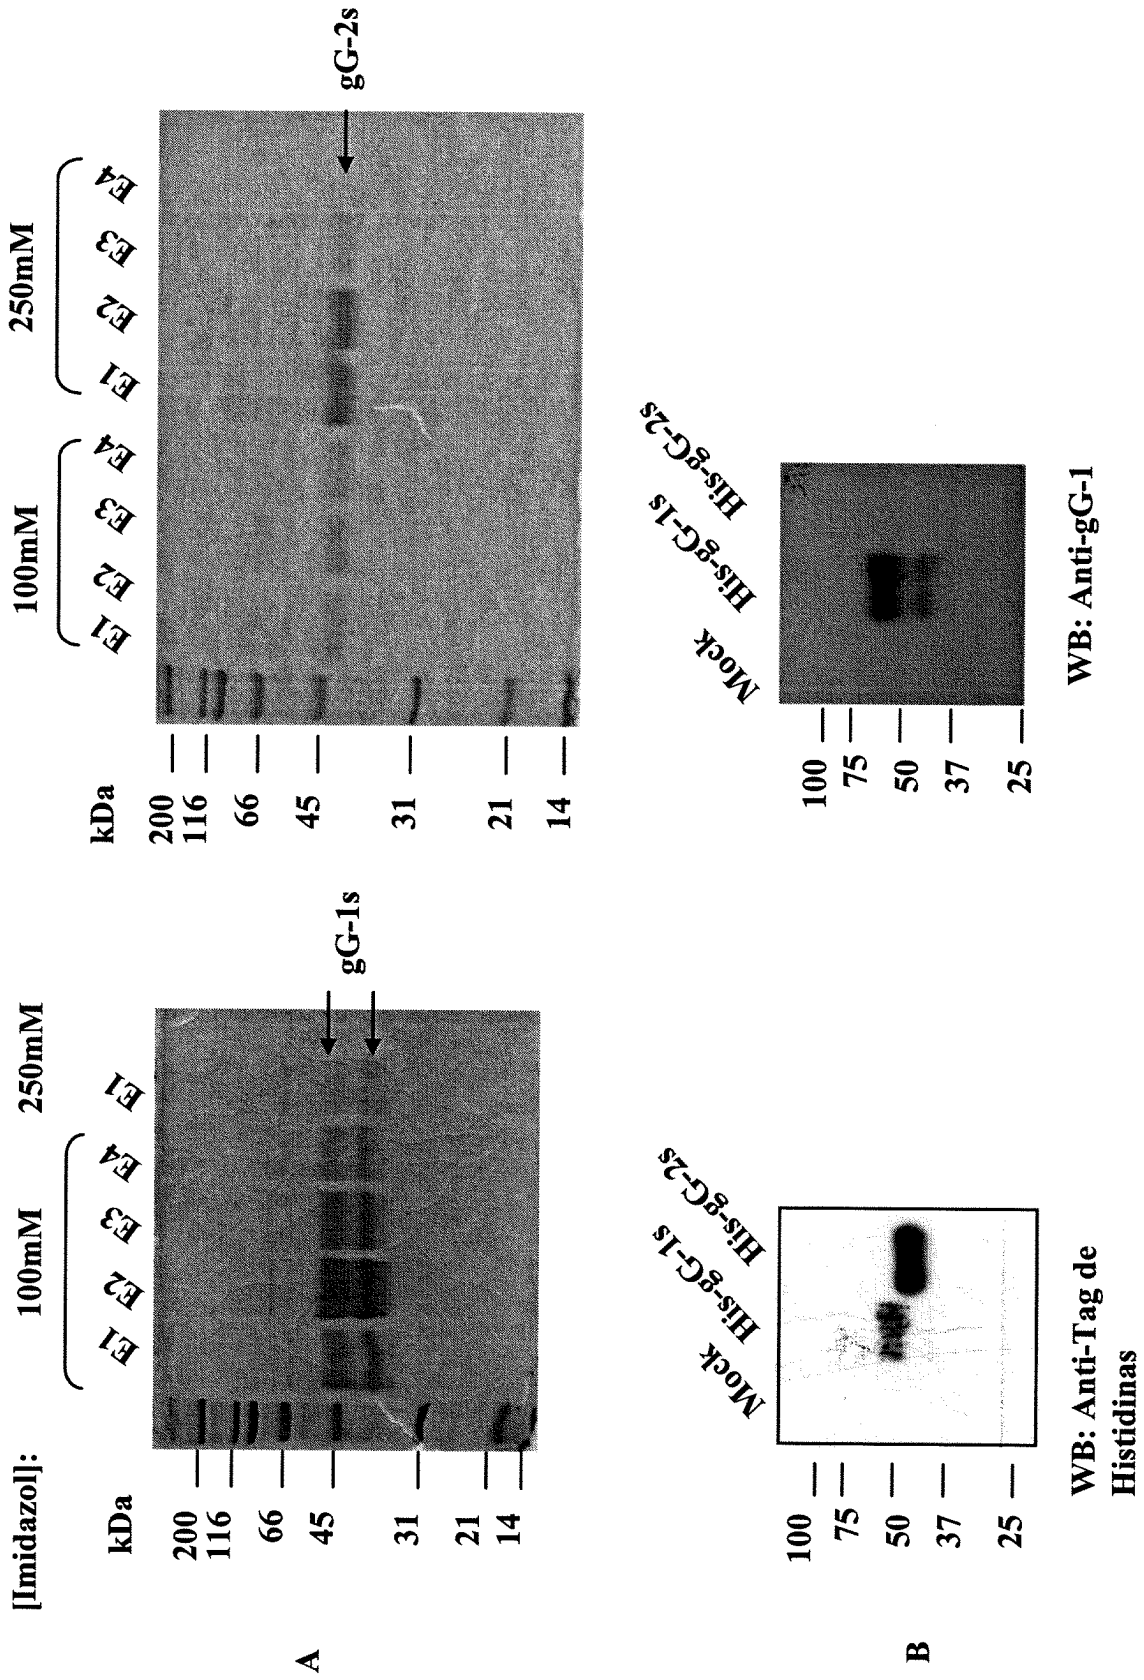 [Imidazol]:
100mM
250mM
E1
E2
E3
E4
E1
kDa
200
116
66
45
31
21
14
gG-1s
A
100mM
250mM
E1
E2
E3
E4
E1
E2
E3
E4
kDa
200
116
66
45
31
21
14
gG-2s
B
Mock
His-gG-1s
His-gG-2s
100
75
50
37
25
WB: Anti-Tag de
Histidinas
Mock
His-gG-1s
His-gG-2s
100
75
50
37
25
WB: Anti-gG-1